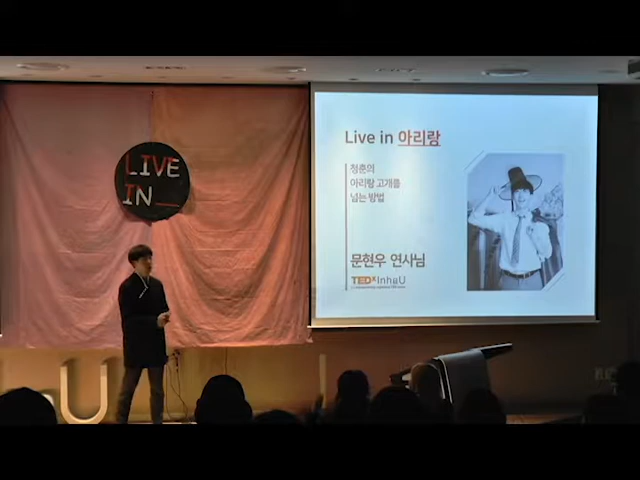 LIVE
IN__
Live in 아리랑
청춘의
아리랑 고개를
넘는 방법
문현우 연사님
TEDxInhaU
U